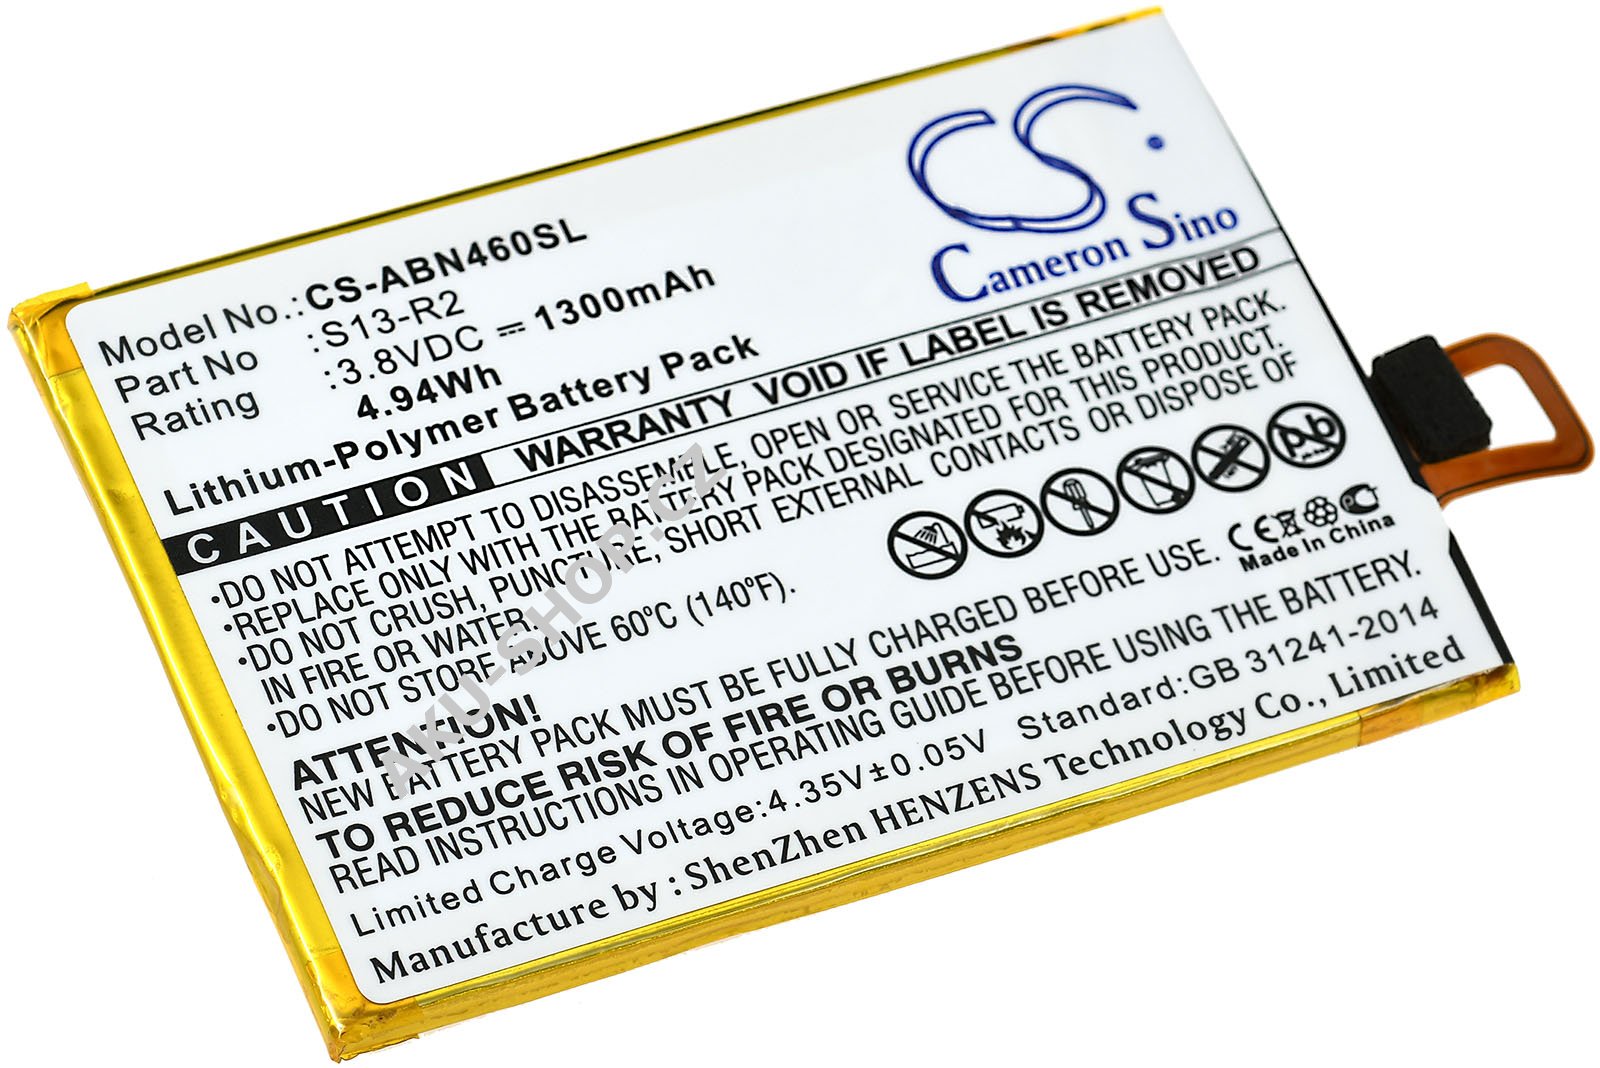 CS
Cameron Sino
Model No.: CS-ABN460SL
Part No :S13-R2
Rating :3.8VDC ⎓ 1300mAh
4.94Wh
Lithium-Polymer Battery Pack
CAUTION WARRANTY VOID IF LABEL IS REMOVED
•DO NOT ATTEMPT TO DISASSEMBLE, OPEN OR SERVICE THE BATTERY PACK.
•REPLACE ONLY WITH THE BATTERY PACK DESIGNATED FOR THIS PRODUCT.
•DO NOT CRUSH, PUNCTURE, SHORT EXTERNAL CONTACTS OR DISPOSE OF
IN FIRE OR WATER.
•DO NOT STORE ABOVE 60°C (140°F).
Pb
CE
Made In China
ATTENTION!
NEW BATTERY PACK MUST BE FULLY CHARGED BEFORE USE.
TO REDUCE RISK OF FIRE OR BURNS
READ INSTRUCTIONS IN OPERATING GUIDE BEFORE USING THE BATTERY.
Limited Charge Voltage:4.35V±0.05V Standard:GB 31241-2014
Manufacture by : ShenZhen HENZENS Technology Co., Limited
AKU-SHOP.CZ